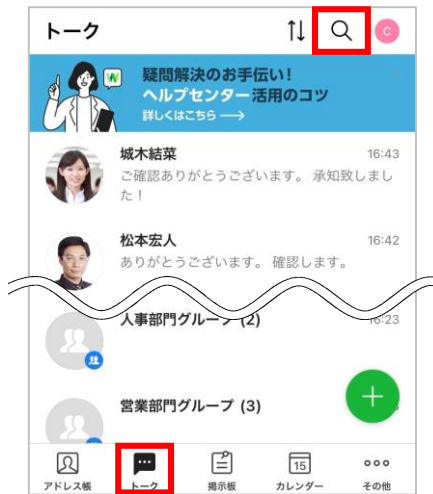 トーク
C
W
疑問解決のお手伝い!
ヘルプセンター活用のコツ
詳しくはこちら →
城木結菜 16:43
ご確認ありがとうございます。 承知致しまし
た!
松本宏人 16:42
ありがとうございます。 確認します。
人事部門グループ (2) 16:23
営業部門グループ (3)
15
アドレス帳 トーク 掲示板 カレンダー その他